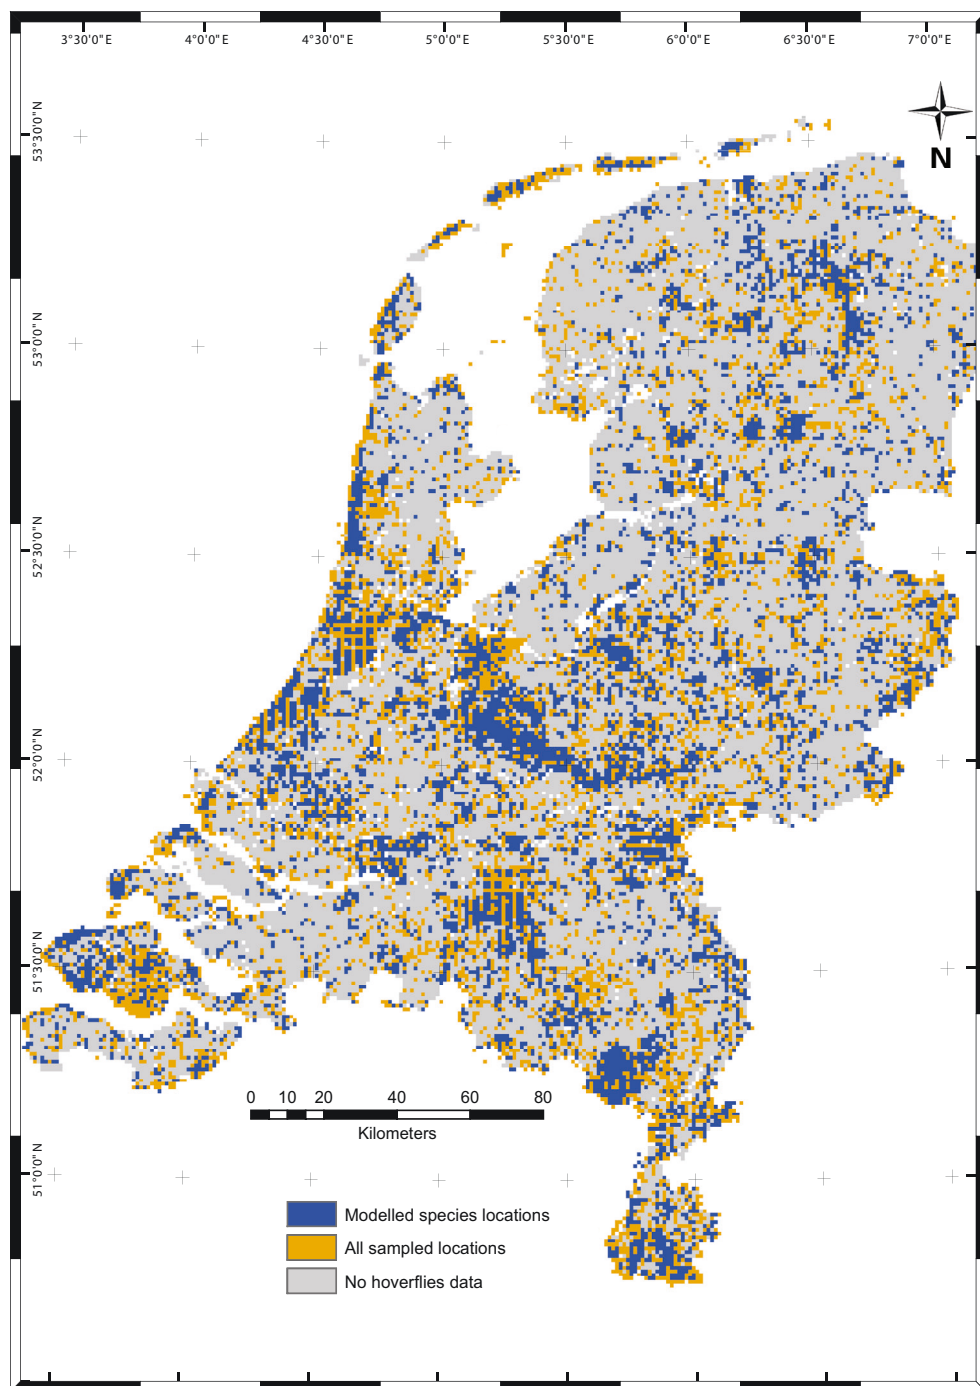 3°30'0"E 4°0'0"E 4°30'0"E 5°0'0"E 5°30'0"E 6°0'0"E 6°30'0"E 7°0'0"E
53°30'0"N
N
53°0'0"N
52°30'0"N
52°0'0"N
51°30'0"N
0 10 20 40 60 80
Kilometers
51°0'0"N
Modelled species locations
All sampled locations
No hoverflies data